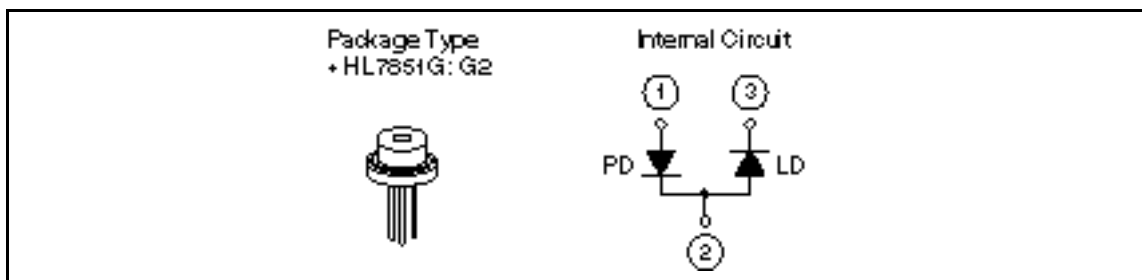 Package Type
• HL7851G: G2
Internal Circuit
1
3
PD
LD
2